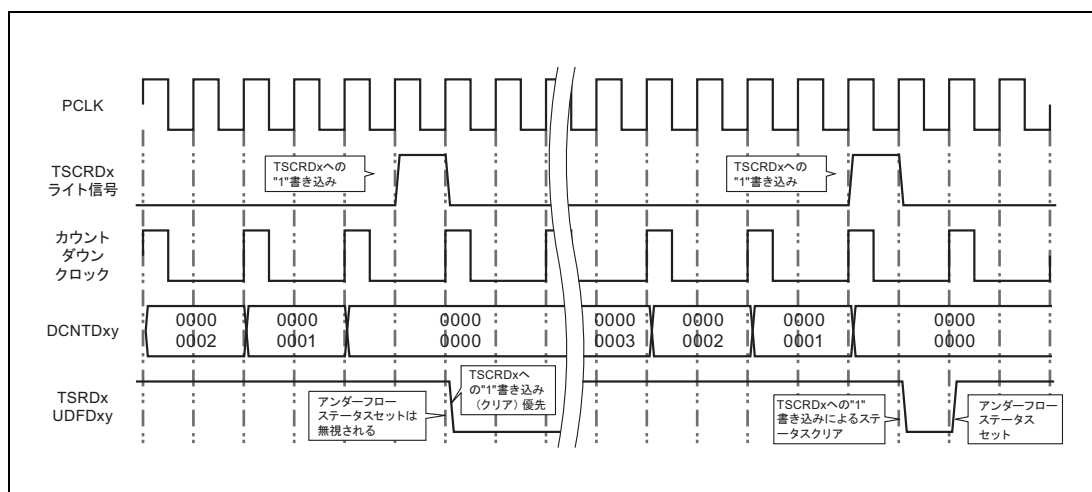 PCLK
TSCRDx
ライト信号
TSCRDxへの
"1"書き込み
TSCRDxへの
"1"書き込み
カウント
ダウン
クロック
DCNTDxy
0000
0002
0000
0001
0000
0000
0000
0003
0000
0002
0000
0001
0000
0000
TSRDx
UDFDxy
アンダーフロー
ステータスセットは
無視される
TSCRDxへ
の"1"書き込み
(クリア)優先
TSCRDxへの"1"
書き込みによるステ
ータスクリア
アンダーフロー
ステータス
セット